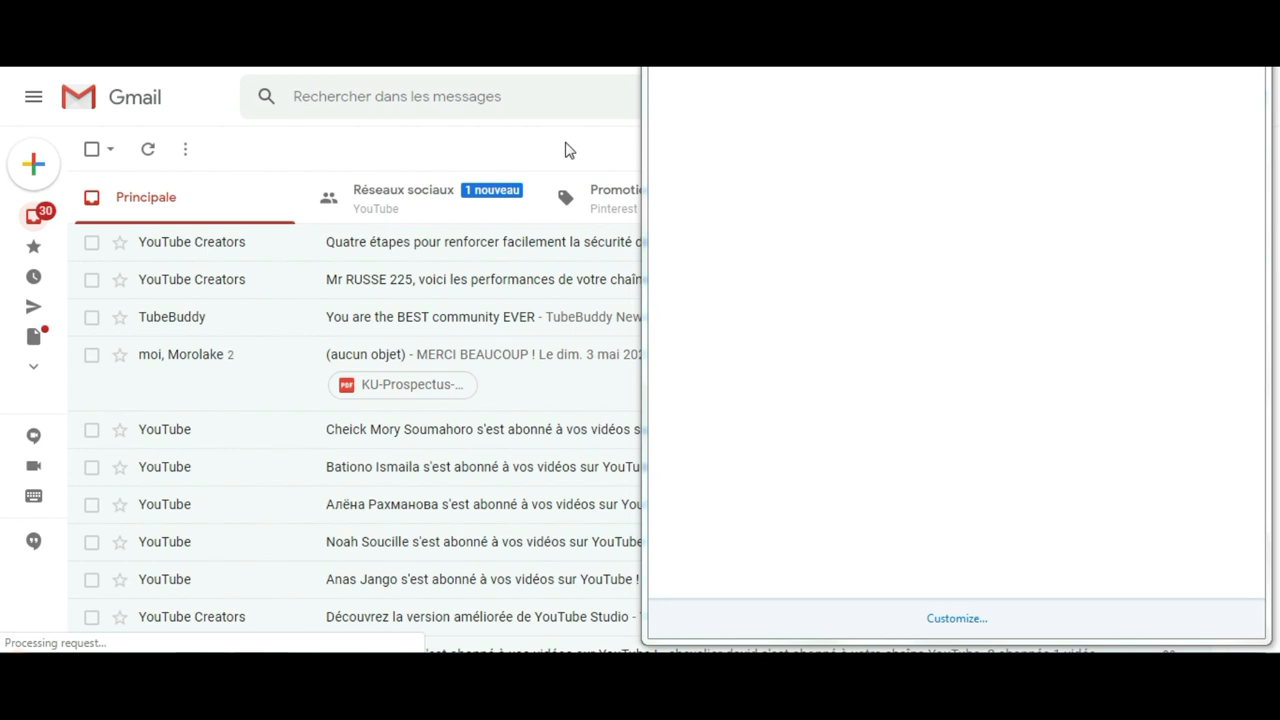 Gmail
Rechercher dans les messages
Principale
Réseaux sociaux 1 nouveau
YouTube
Promoti
Pinterest
30
YouTube Creators Quatre étapes pour renforcer facilement la sécurité d
YouTube Creators Mr RUSSE 225, voici les performances de votre chaîn
TubeBuddy You are the BEST community EVER - TubeBuddy New
moi, Morolake 2 (aucun objet) - MERCI BEAUCOUP ! Le dim. 3 mai 202
PDF KU-Prospectus-...
YouTube Cheick Mory Soumahoro s'est abonné à vos vidéos s
YouTube Bationo Ismaila s'est abonné à vos vidéos sur YouTu
YouTube Алёна Рахманова s'est abonné à vos vidéos sur You
YouTube Noah Soucille s'est abonné à vos vidéos sur YouTube
YouTube Anas Jango s'est abonné à vos vidéos sur YouTube !
YouTube Creators Découvrez la version améliorée de YouTube Studio -
Customize...
Processing request...